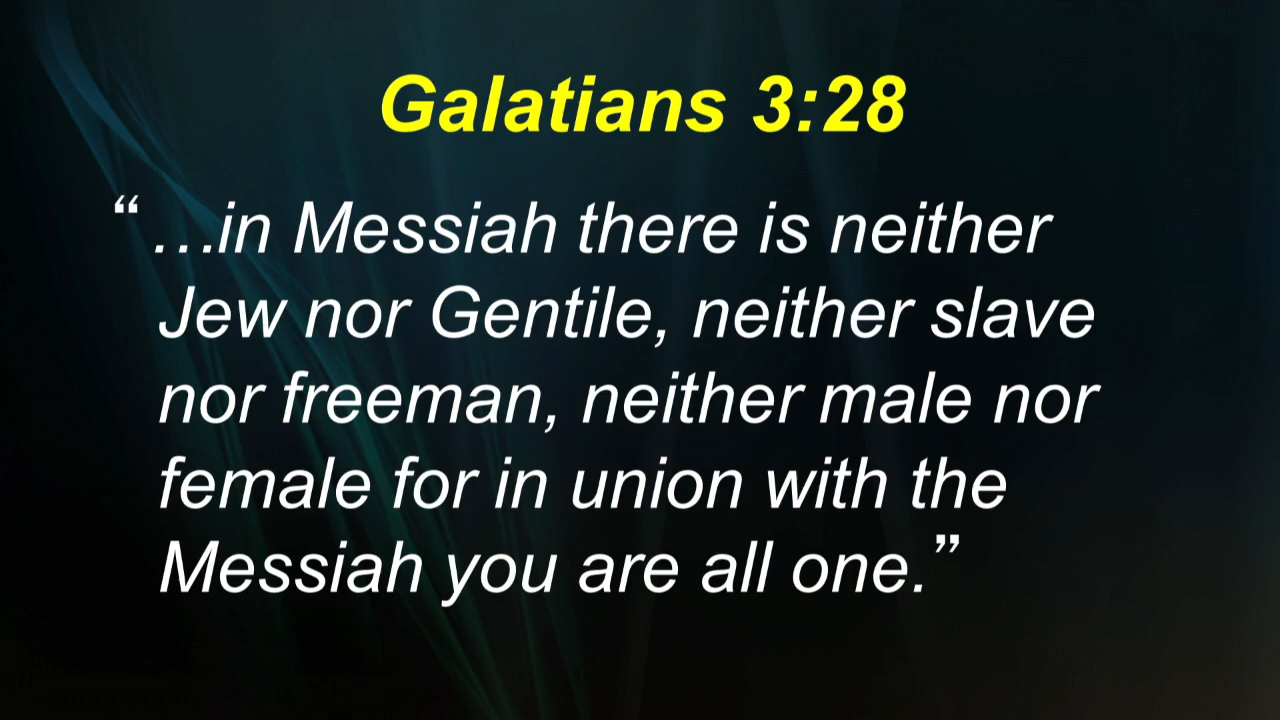 Galatians 3:28
“…in Messiah there is neither
Jew nor Gentile, neither slave
nor freeman, neither male nor
female for in union with the
Messiah you are all one.”